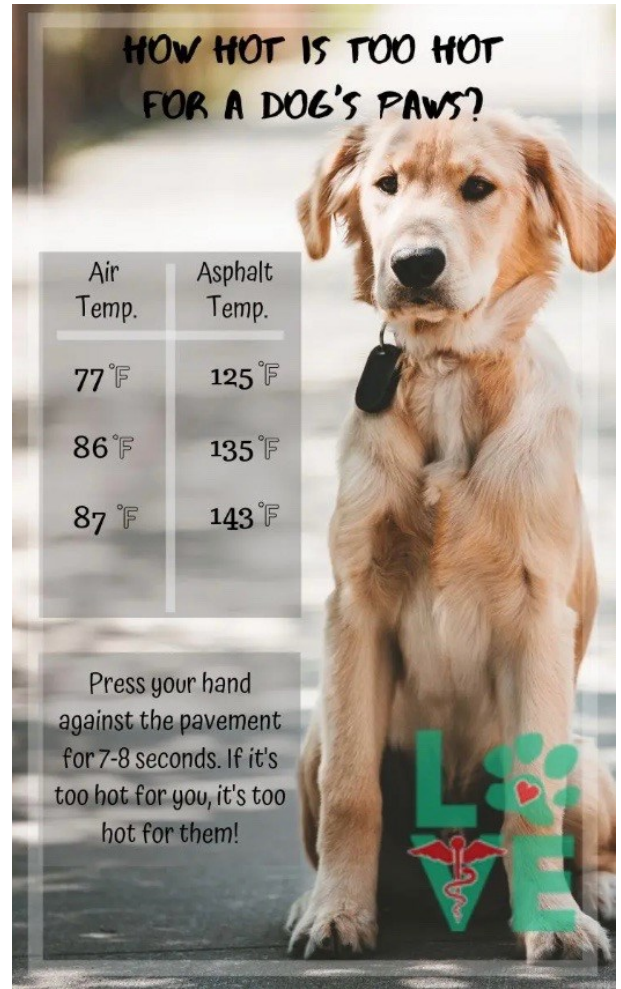 HOW HOT IS TOO HOT
FOR A DOG'S PAWS?
Air Temp. Asphalt Temp.
77°F 125°F
86°F 135°F
87°F 143°F
Press your hand
against the pavement
for 7-8 seconds. If it's
too hot for you, it's too
hot for them!
LOVE